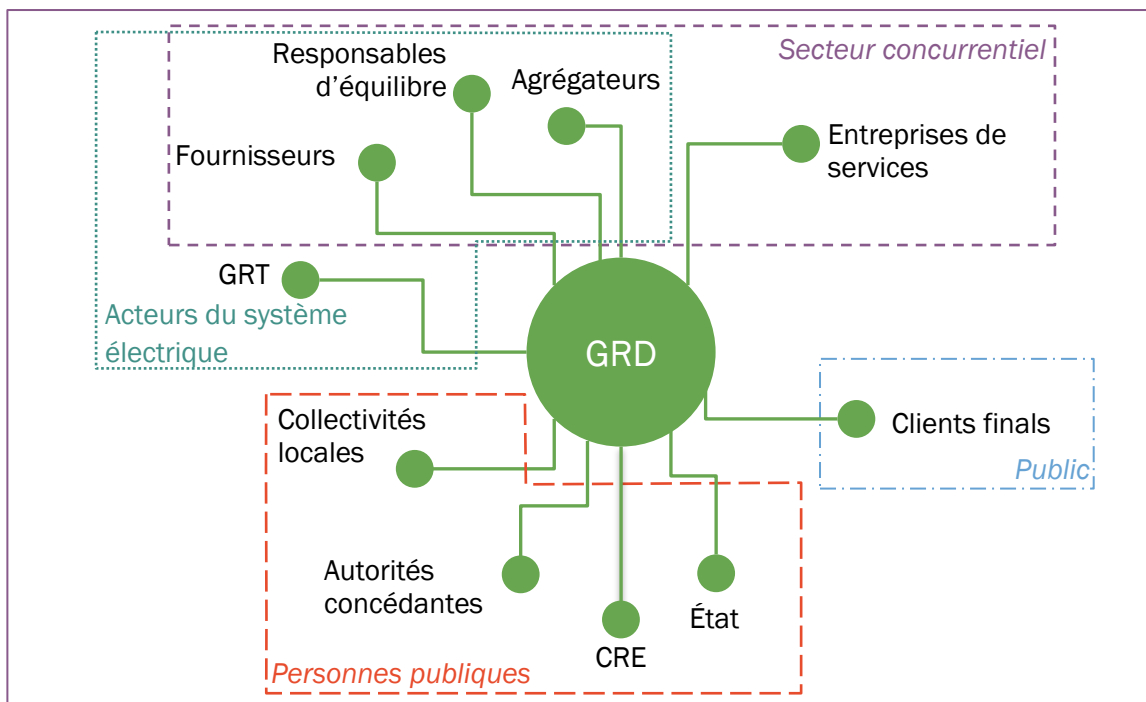 Secteur concurrentiel
Responsables
d'équilibre
Agrégateurs
Entreprises de
services
Fournisseurs
GRT
Acteurs du système
électrique
GRD
Collectivités
locales
Clients finals
Public
Autorités
concédantes
État
CRE
Personnes publiques